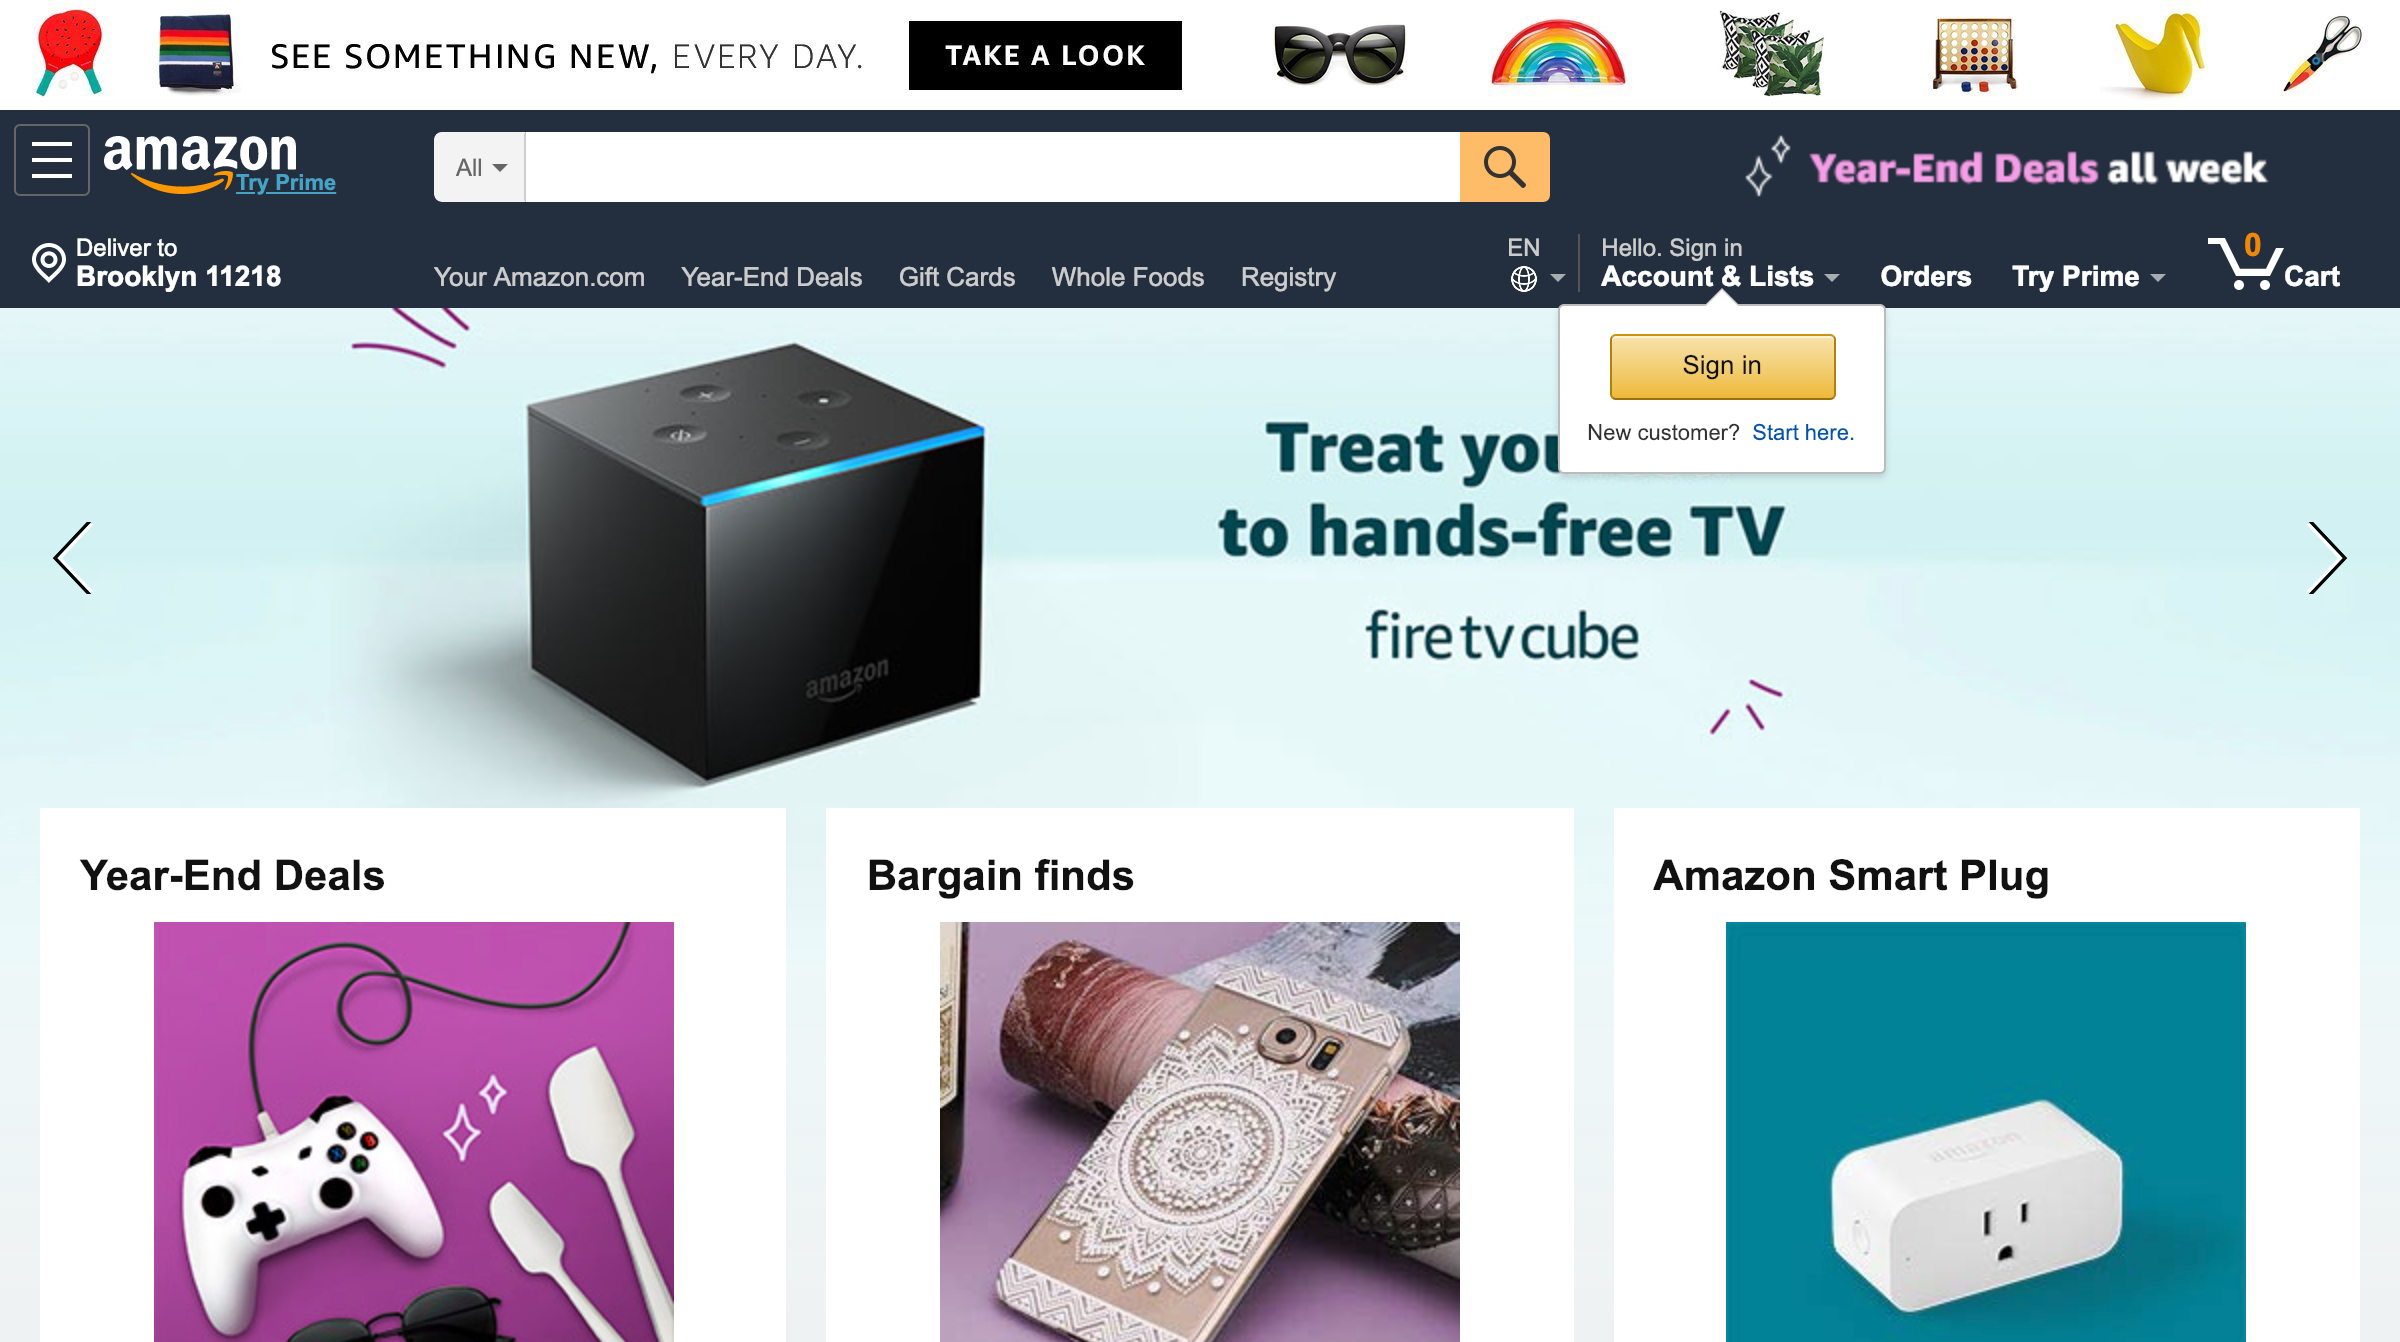 SEE SOMETHING NEW, EVERY DAY.
TAKE A LOOK
amazon
Try Prime
All
Year-End Deals all week
Deliver to
Brooklyn 11218
Your Amazon.com
Year-End Deals
Gift Cards
Whole Foods
Registry
EN
Hello. Sign in
Account & Lists
Orders
Try Prime
0
Cart
Sign in
New customer? Start here.
Treat you
to hands-free TV
fire tv cube
amazon
Year-End Deals
Bargain finds
Amazon Smart Plug
amazon